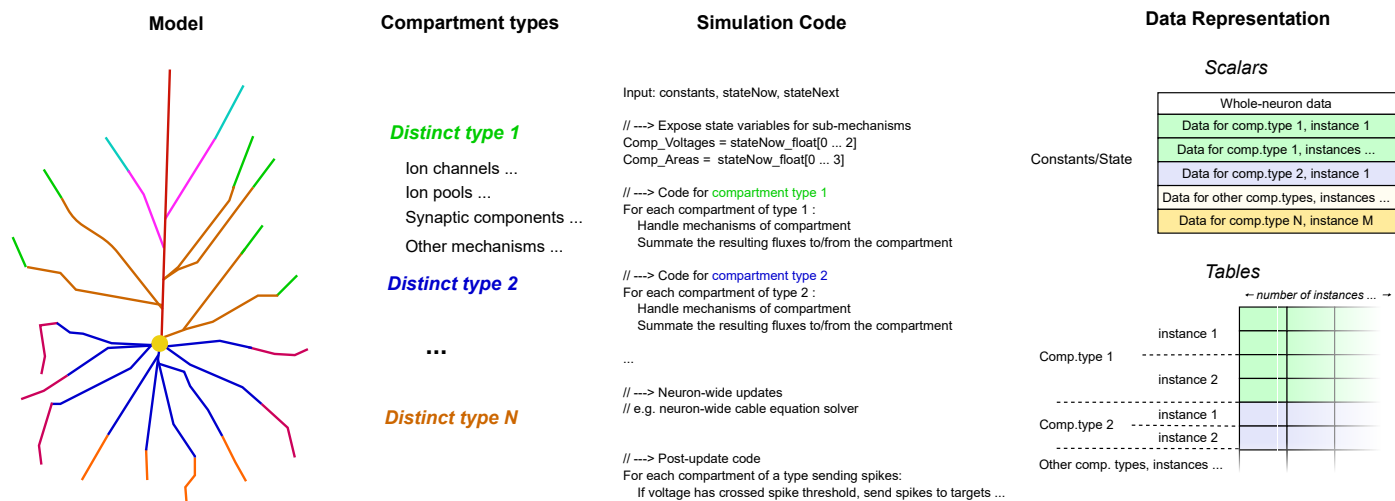 Model
Compartment types
Distinct type 1
Ion channels ...
Ion pools ...
Synaptic components ...
Other mechanisms ...
Distinct type 2
...
Distinct type N
Simulation Code
Input: constants, stateNow, stateNext
// ---> Expose state variables for sub-mechanisms
Comp_Voltages = stateNow_float[0 ... 2]
Comp_Areas =  stateNow_float[0 ... 3]
// ---> Code for compartment type 1
For each compartment of type 1 :
Handle mechanisms of compartment
Summate the resulting fluxes to/from the compartment
// ---> Code for compartment type 2
For each compartment of type 2 :
Handle mechanisms of compartment
Summate the resulting fluxes to/from the compartment
...
// ---> Neuron-wide updates
// e.g. neuron-wide cable equation solver
// ---> Post-update code
For each compartment of a type sending spikes:
If voltage has crossed spike threshold, send spikes to targets ...
Data Representation
Scalars
Constants/State
Whole-neuron data
Data for comp.type 1, instance 1
Data for comp.type 1, instances ...
Data for comp.type 2, instance 1
Data for other comp.types, instances ...
Data for comp.type N, instance M
Tables
← number of instances ... →
Comp.type 1
instance 1
instance 2
Comp.type 2
instance 1
instance 2
Other comp. types, instances ...